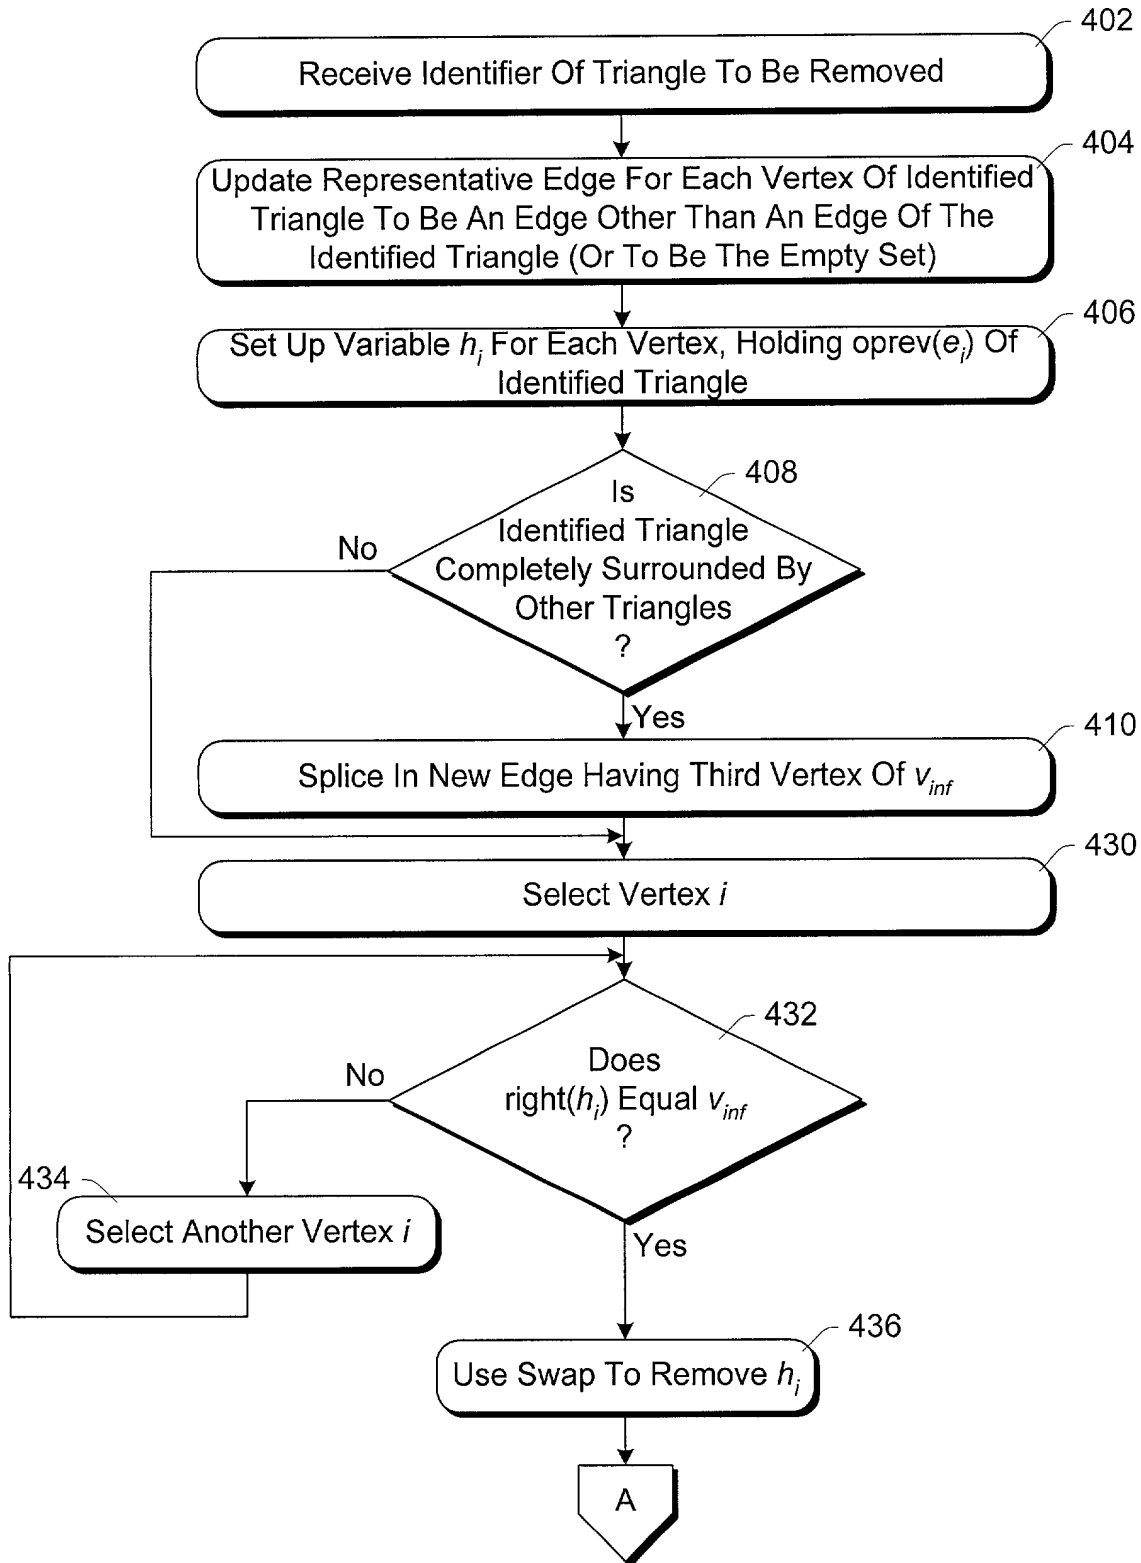 402
Receive Identifier Of Triangle To Be Removed
404
Update Representative Edge For Each Vertex Of Identified
Triangle To Be An Edge Other Than An Edge Of The
Identified Triangle (Or To Be The Empty Set)
406
Set Up Variable h_i For Each Vertex, Holding oprev(e_i) Of
Identified Triangle
408
Is
Identified Triangle
Completely Surrounded By
Other Triangles
?
No
Yes
410
Splice In New Edge Having Third Vertex Of v_inf
430
Select Vertex i
432
Does
right(h_i) Equal v_inf
?
No
434
Select Another Vertex i
Yes
436
Use Swap To Remove h_i
A